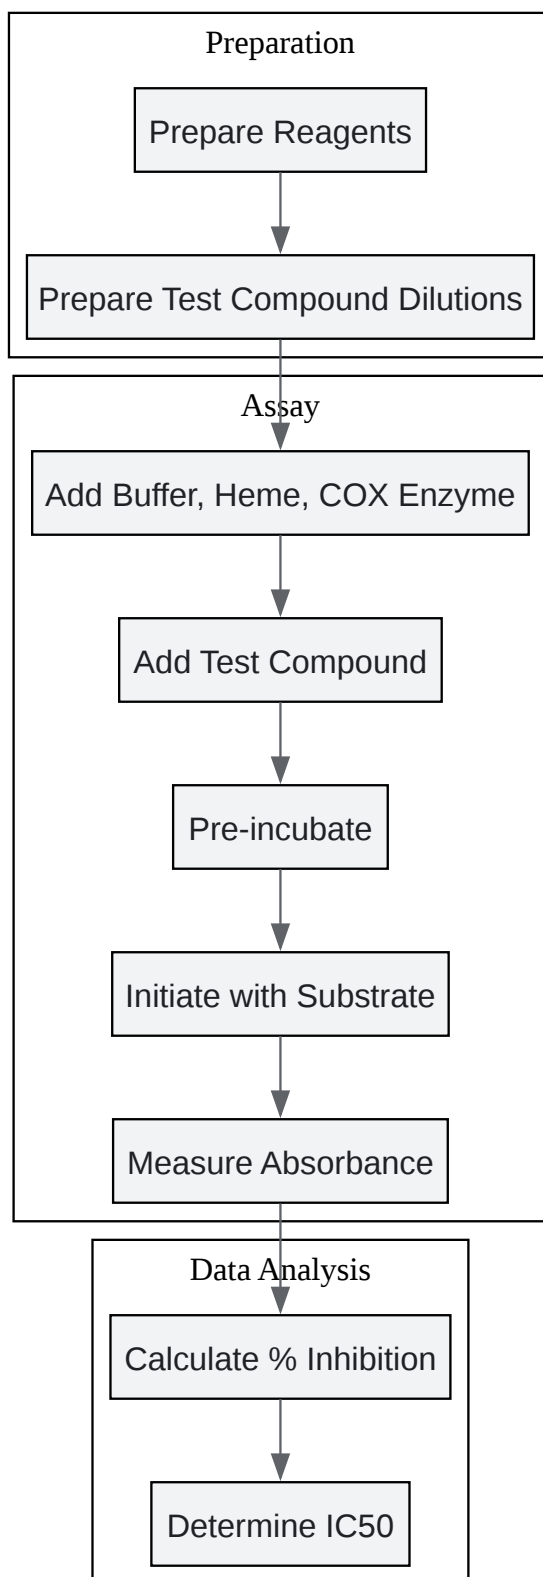 Preparation
Prepare Reagents
Prepare Test Compound Dilutions
Assay
Add Buffer, Heme, COX Enzyme
Add Test Compound
Pre-incubate
Initiate with Substrate
Measure Absorbance
Data Analysis
Calculate % Inhibition
Determine IC50